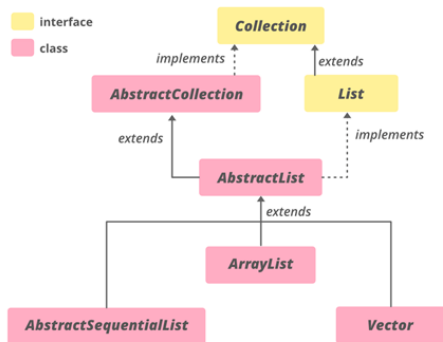 interface
class
Collection
implements
extends
AbstractCollection
List
extends
implements
AbstractList
extends
ArrayList
AbstractSequentialList
Vector